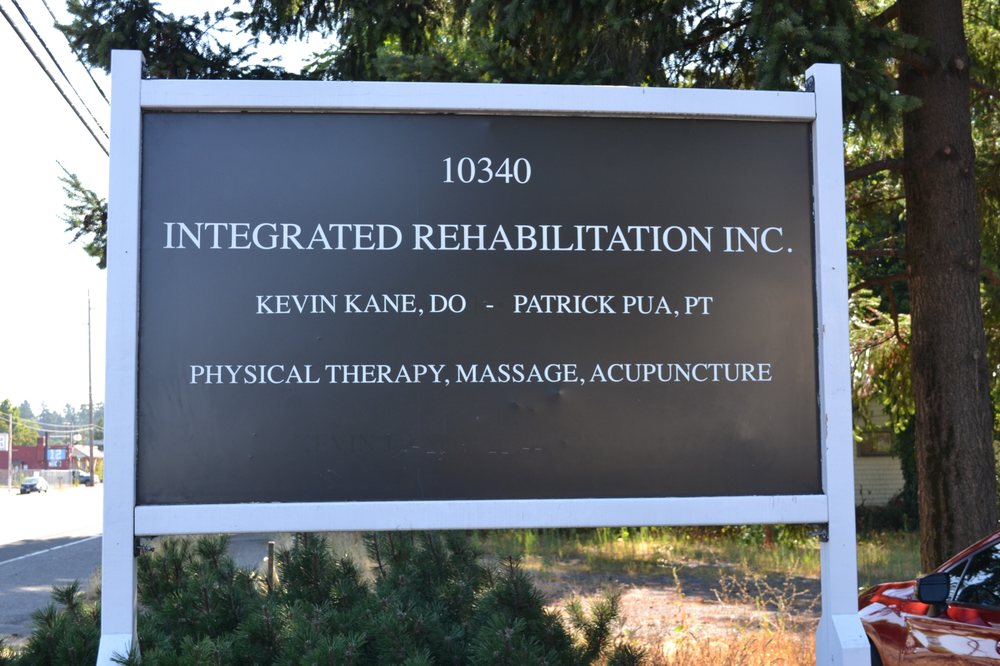 10340
INTEGRATED REHABILITATION INC.
KEVIN KANE, DO - PATRICK PUA, PT
PHYSICAL THERAPY, MASSAGE, ACUPUNCTURE